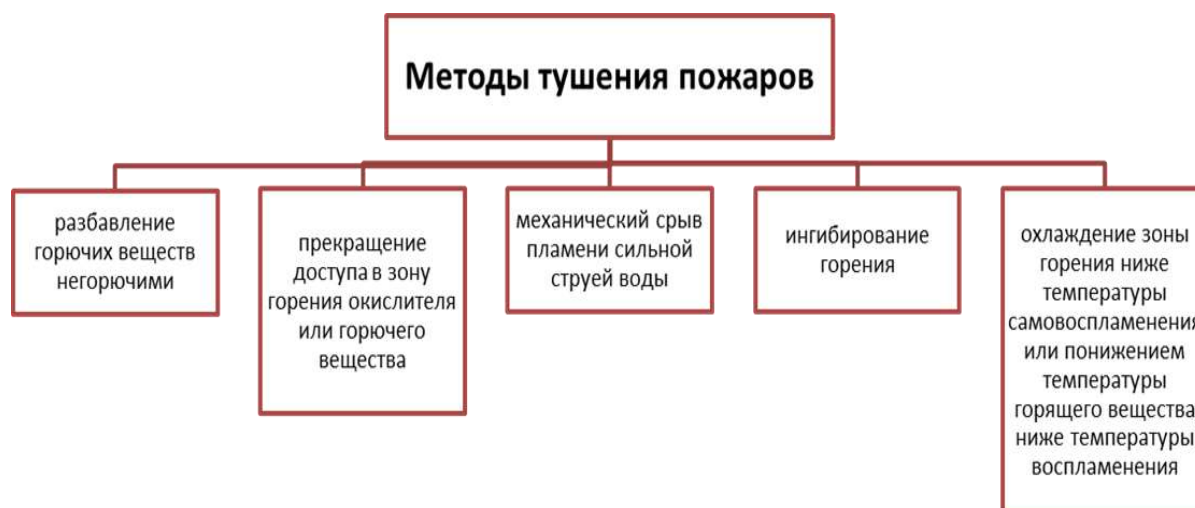 Методы тушения пожаров
разбавление
горючих веществ
негорючими
прекращение
доступа в зону
горения окислителя
или горючего
вещества
механический срыв
пламени сильной
струей воды
ингибирование
горения
охлаждение зоны
горения ниже
температуры
самовоспламенения
или понижением
температуры
горящего вещества
ниже температуры
воспламенения